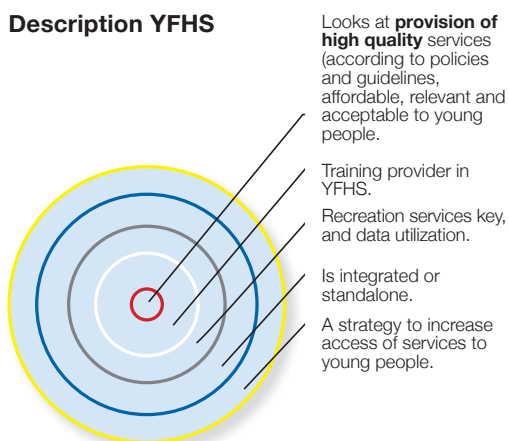 Description YFHS
Looks at provision of
high quality services
(according to policies
and guidelines,
affordable, relevant and
acceptable to young
people.
Training provider in
YFHS.
Recreation services key,
and data utilization.
Is integrated or
standalone.
A strategy to increase
access of services to
young people.